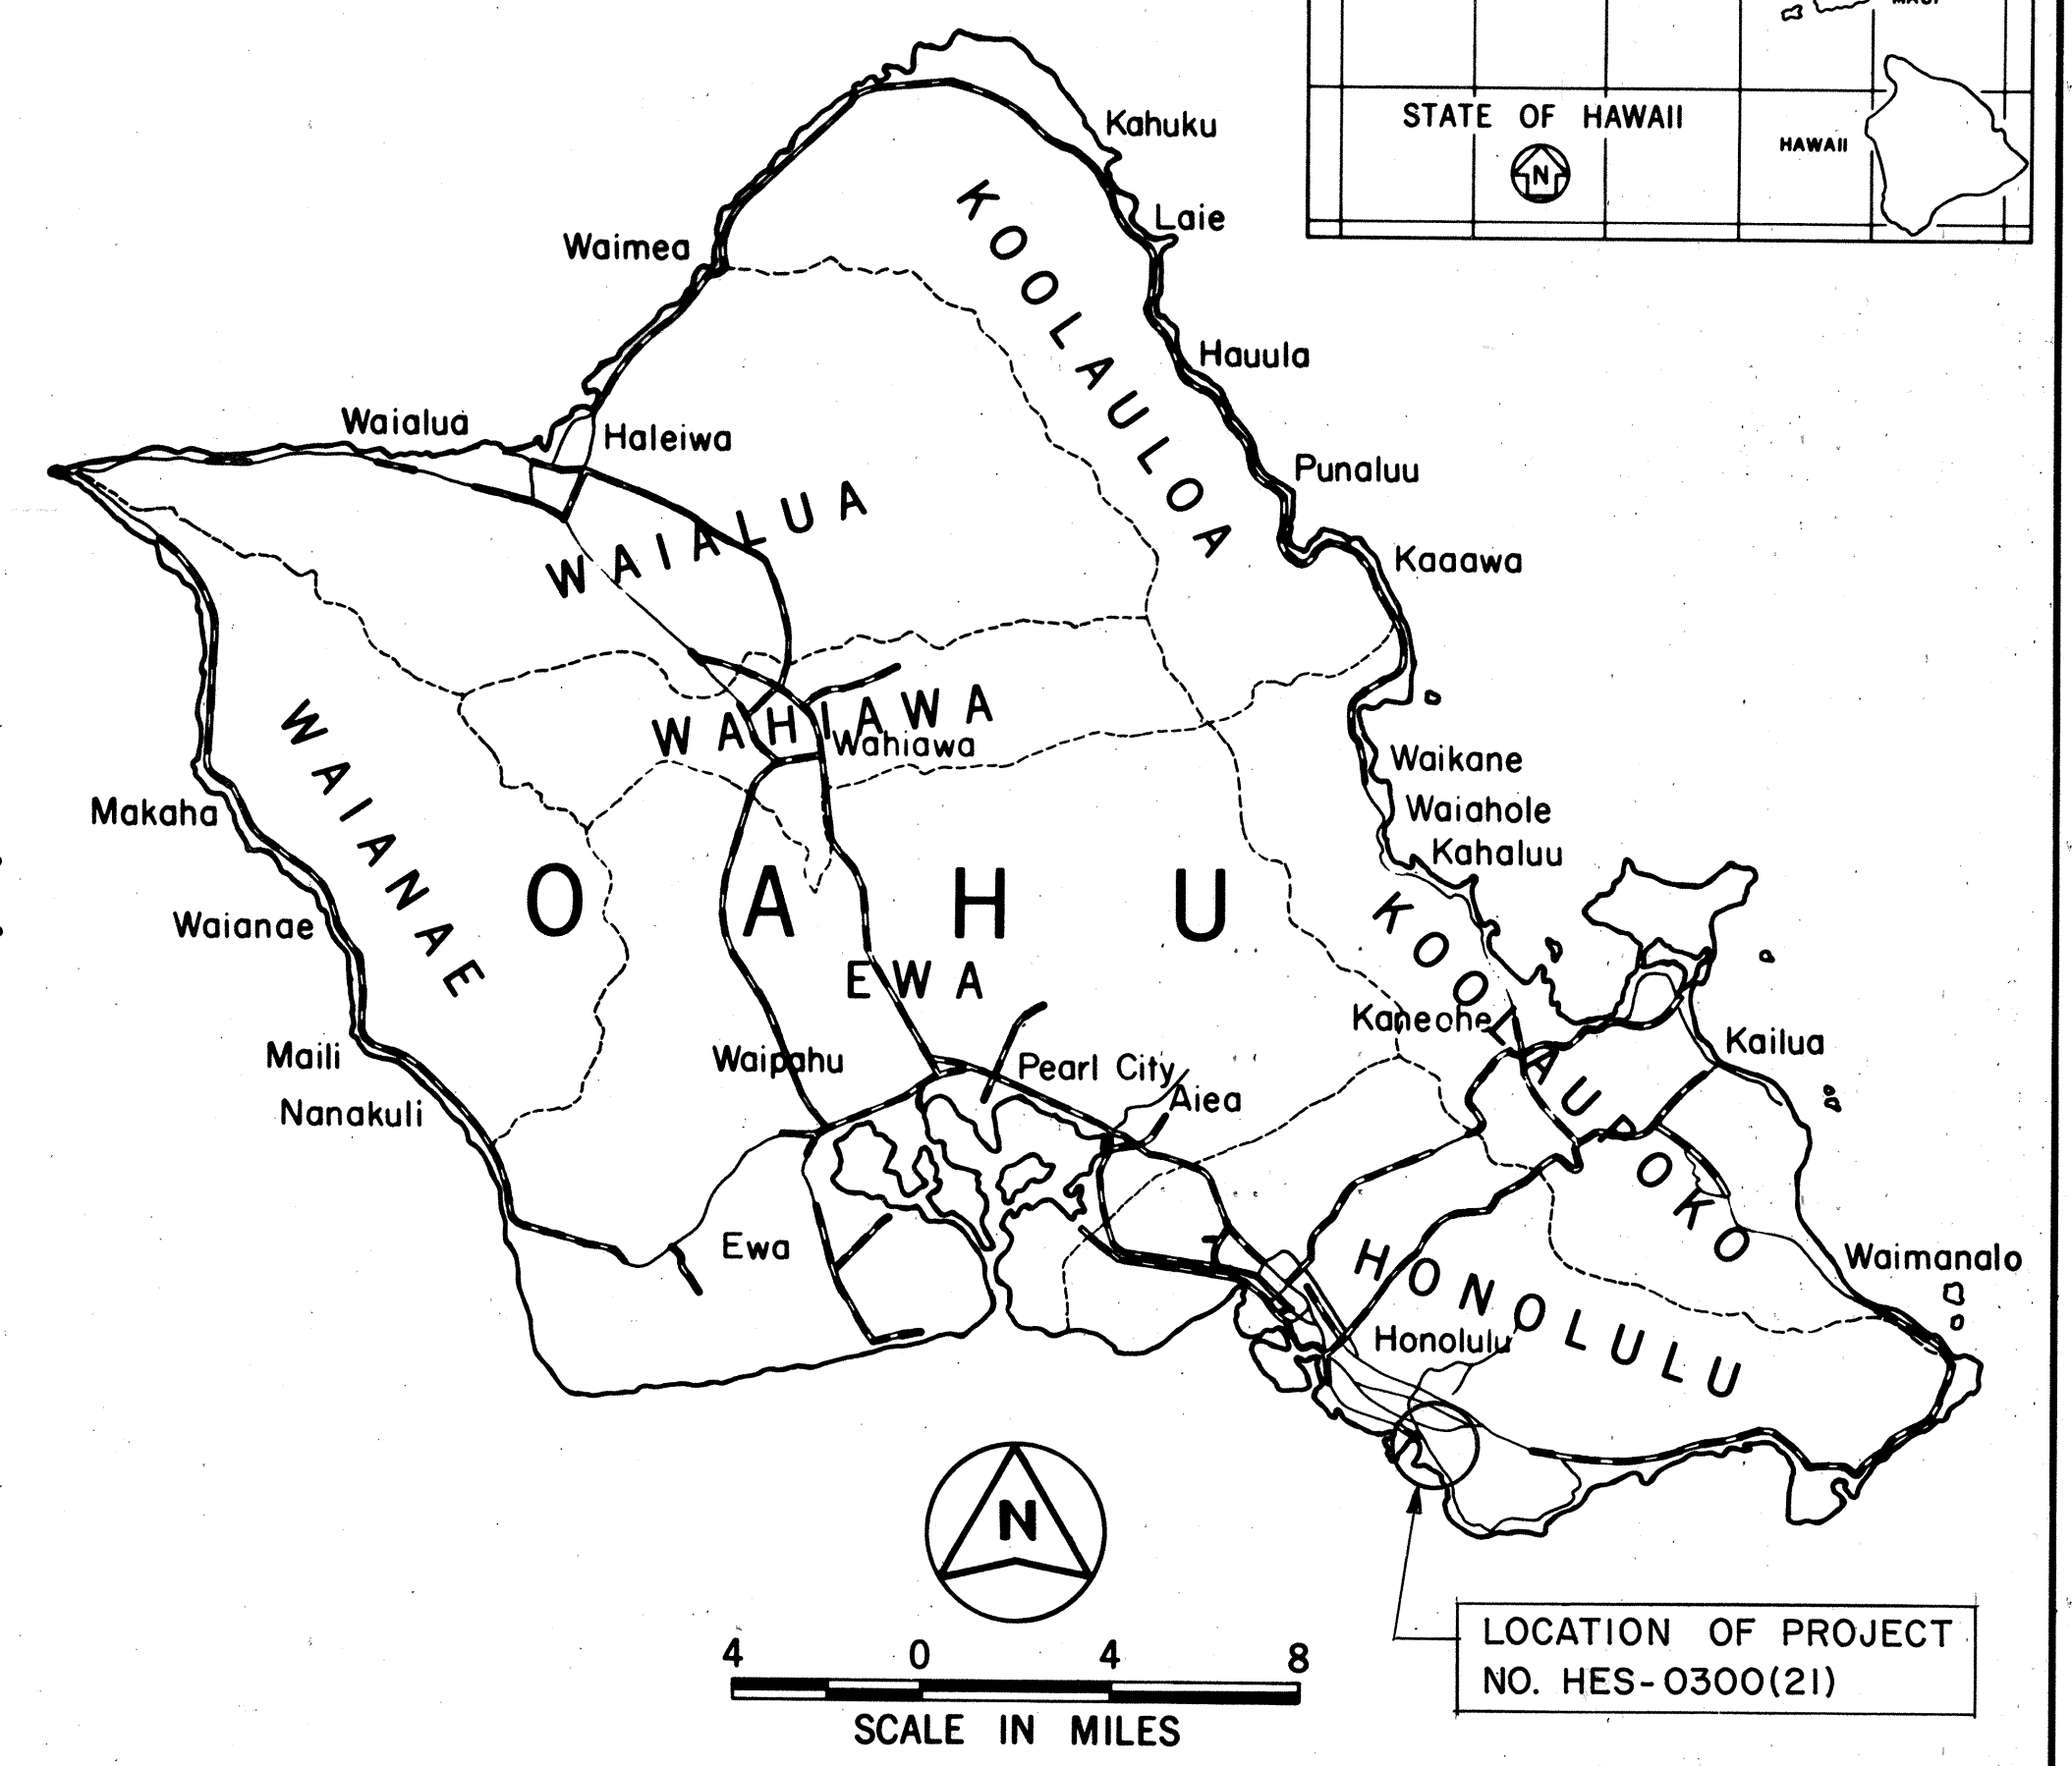 MAUI
STATE OF HAWAII
N
HAWAII
Kahuku
Laie
Waimea
KOOLAULOA
Hauula
Waialua
Haleiwa
Punaluu
WAIALUA
Kaaawa
WAHIAWA
Wahiawa
WAIANAE
Waikane
Makaha
Waiahole
Kahaluu
OAHU
Waianae
KOOLAUPOKO
EWA
Kaneohe
Kailua
Maili
Waipahu
Pearl City
Nanakuli
Aiea
Ewa
HONOLULU
Waimanalo
Honolulu
N
4 0 4 8
SCALE IN MILES
LOCATION OF PROJECT
NO. HES-0300(21)